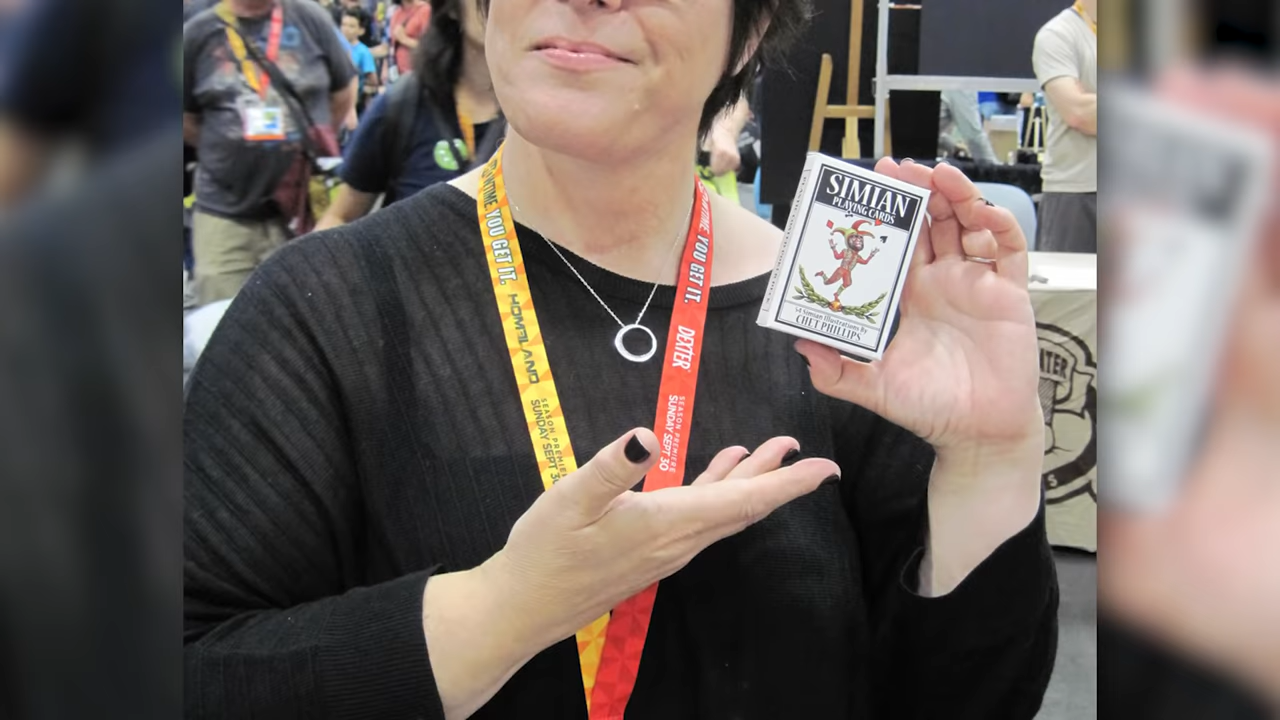 SIMIAN
PLAYING CARDS
54 Simian Illustrations By
CHET PHILLIPS
YOU GET IT.
HOMELAND
SEASON PREMIERE
SUNDAY SEPT 30
YOU GET IT.
DEXTER
SEASON PREMIERE
SUNDAY SEPT 30